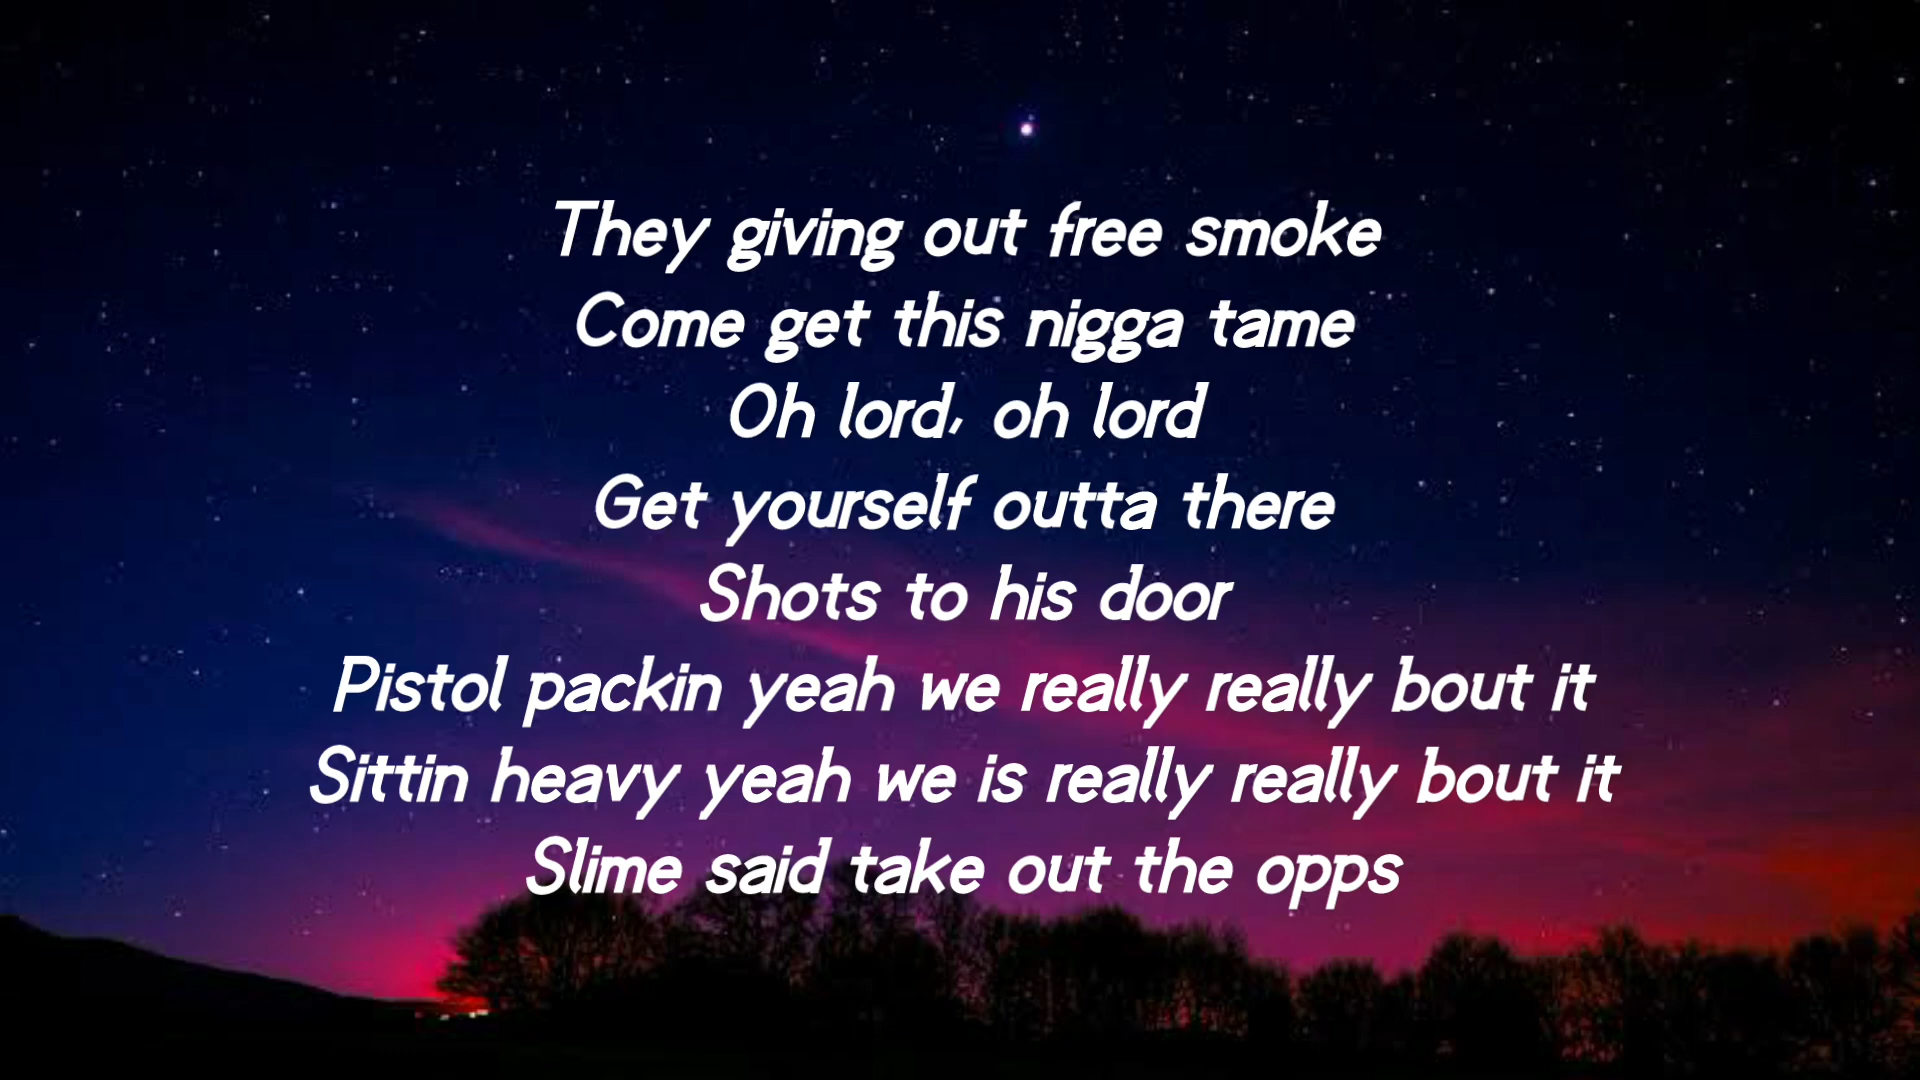 They giving out free smoke
Come get this nigga tame
Oh lord, oh lord
Get yourself outta there
Shots to his door
Pistol packin yeah we really really bout it
Sittin heavy yeah we is really really bout it
Slime said take out the opps